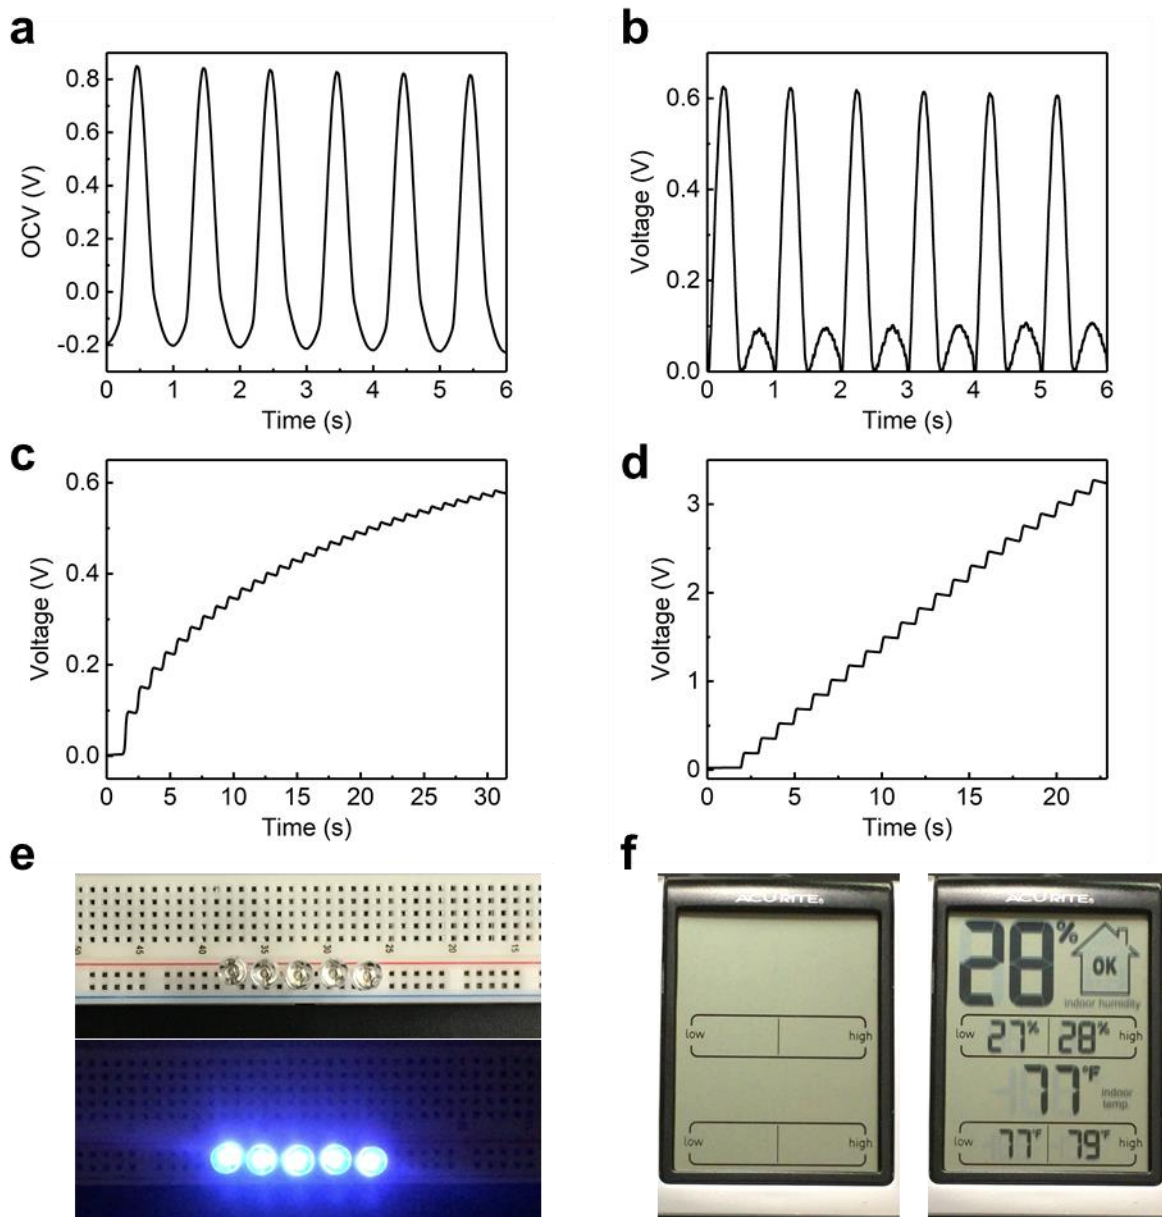 a
0.8
0.6
0.4
0.2
0.0
-0.2
OCV (V)
0 1 2 3 4 5 6
Time (s)
b
0.6
0.4
0.2
0.0
Voltage (V)
0 1 2 3 4 5 6
Time (s)
c
0.6
0.4
0.2
0.0
Voltage (V)
0 5 10 15 20 25 30
Time (s)
d
3
2
1
0
Voltage (V)
0 5 10 15 20
Time (s)
e
50 45 40 35 30 25 20 15
f
ACURITE
low high
low high
ACURITE
28%
OK
indoor humidity
low 27% 28% high
77°F
indoor
temp.
low 77°F 79°F high